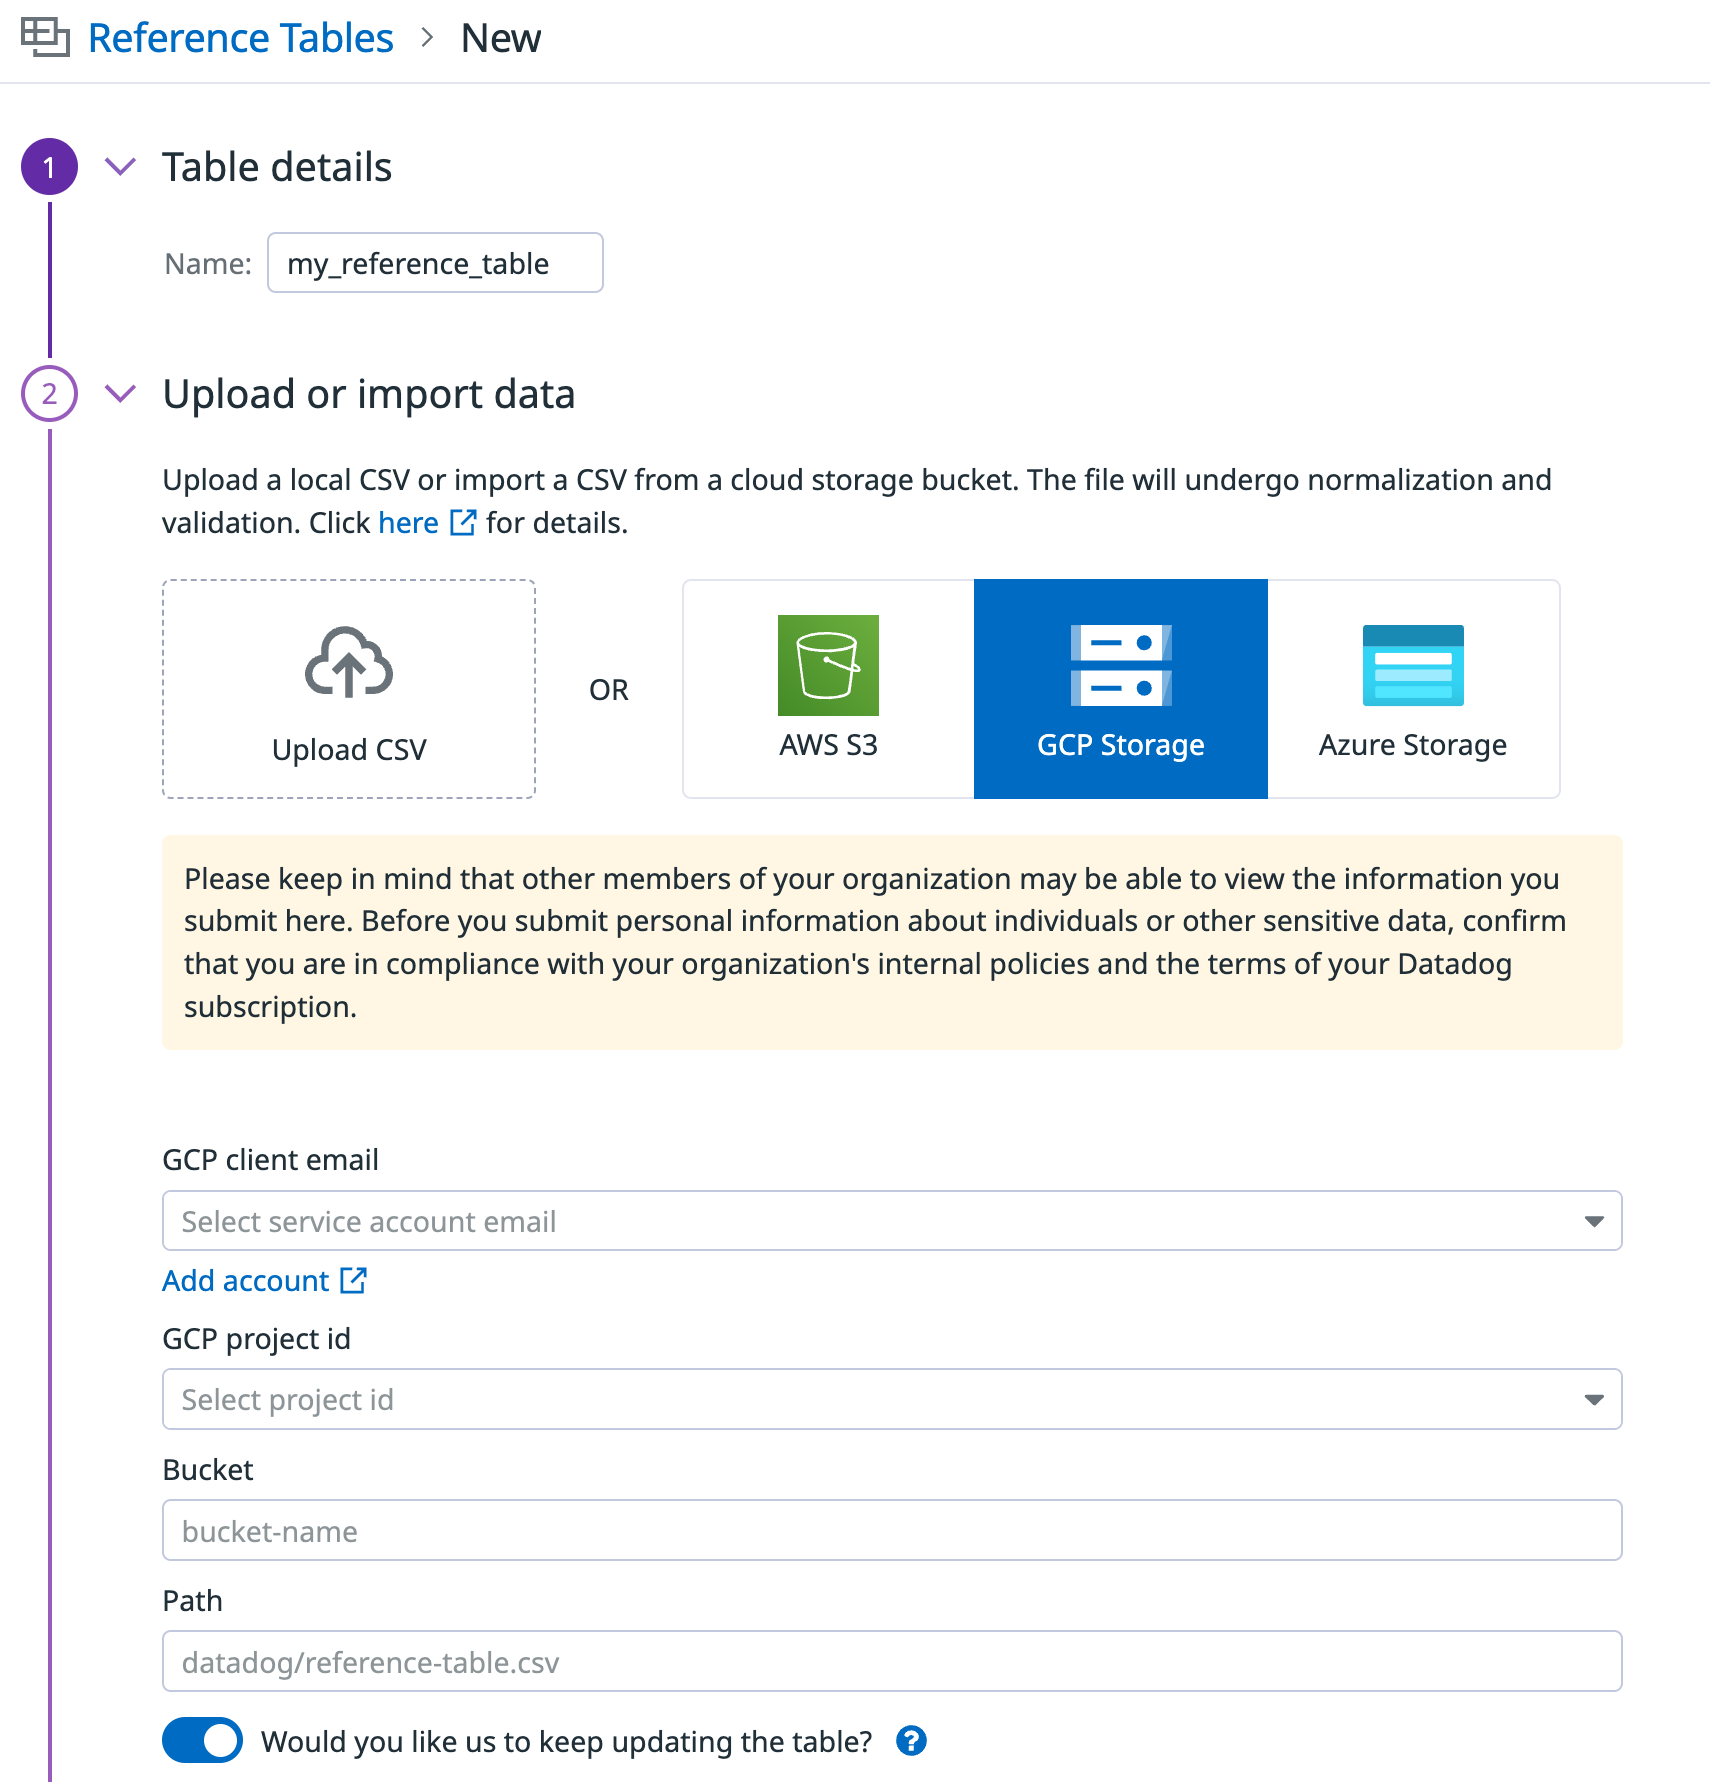 Reference Tables > New
1 Table details
Name: my_reference_table
2 Upload or import data
Upload a local CSV or import a CSV from a cloud storage bucket. The file will undergo normalization and
validation. Click here for details.
Upload CSV
OR
AWS S3
GCP Storage
Azure Storage
Please keep in mind that other members of your organization may be able to view the information you
submit here. Before you submit personal information about individuals or other sensitive data, confirm
that you are in compliance with your organization's internal policies and the terms of your Datadog
subscription.
GCP client email
Select service account email
Add account
GCP project id
Select project id
Bucket
bucket-name
Path
datadog/reference-table.csv
Would you like us to keep updating the table? ?